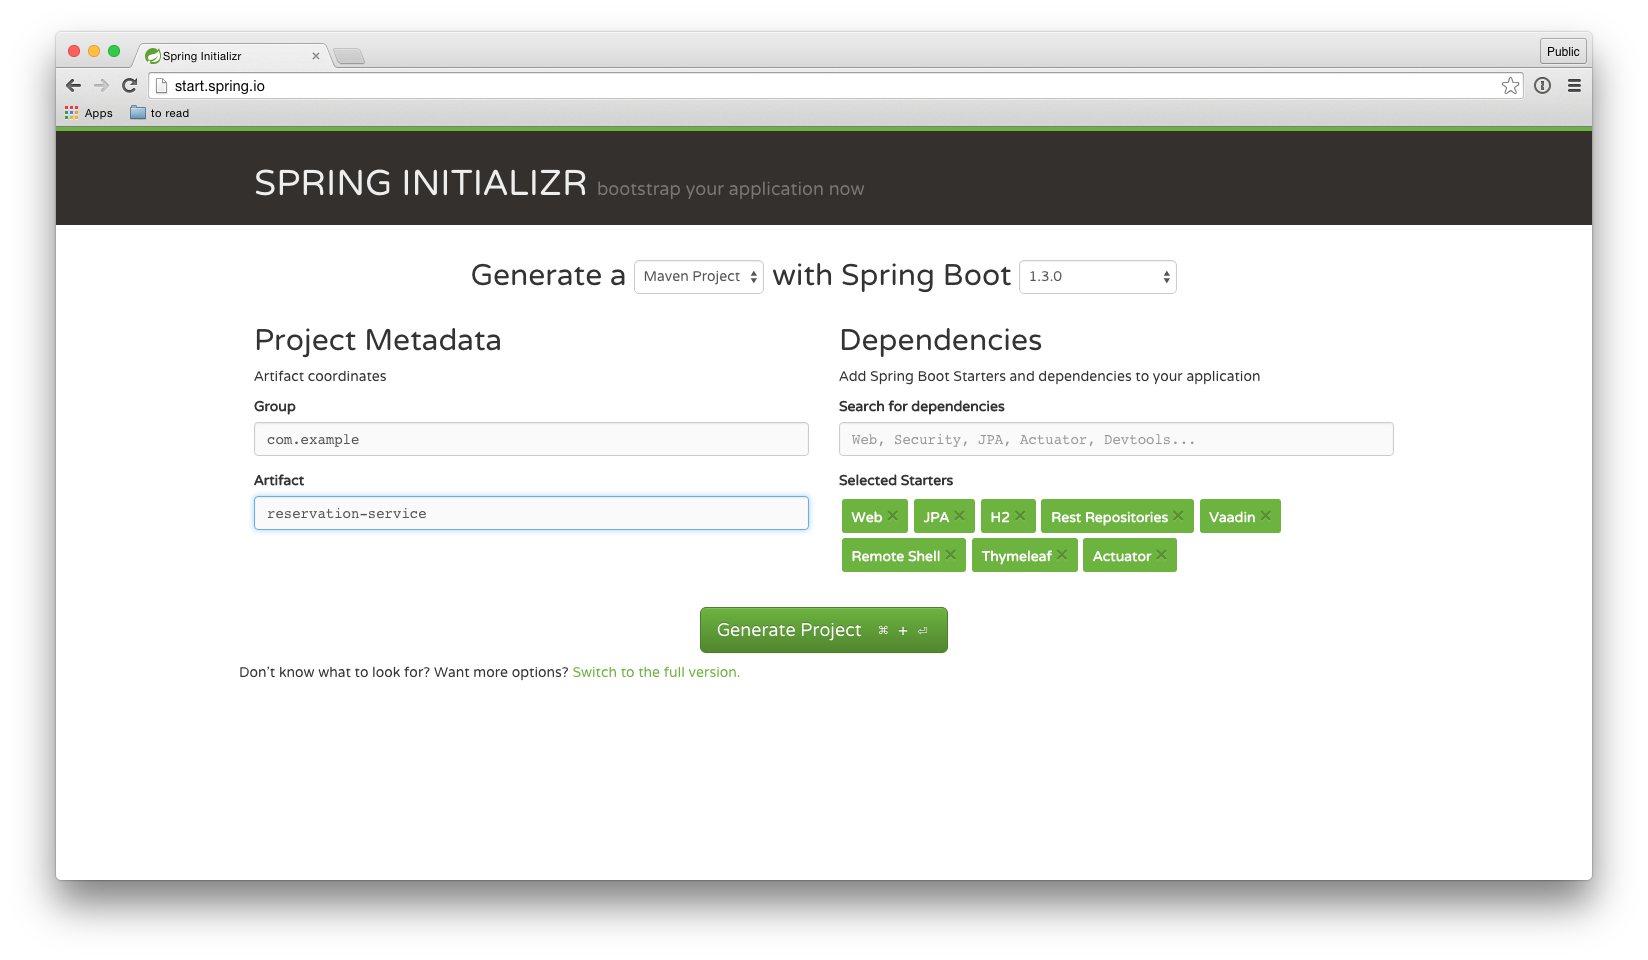 Spring Initializr ×
Public
start.spring.io
Apps to read
SPRING INITIALIZR bootstrap your application now
Generate a Maven Project with Spring Boot 1.3.0
Project Metadata
Artifact coordinates
Group
com.example
Artifact
reservation-service
Dependencies
Add Spring Boot Starters and dependencies to your application
Search for dependencies
Web, Security, JPA, Actuator, Devtools...
Selected Starters
Web × JPA × H2 × Rest Repositories × Vaadin ×
Remote Shell × Thymeleaf × Actuator ×
Generate Project ⌘ + ⏎
Don't know what to look for? Want more options? Switch to the full version.